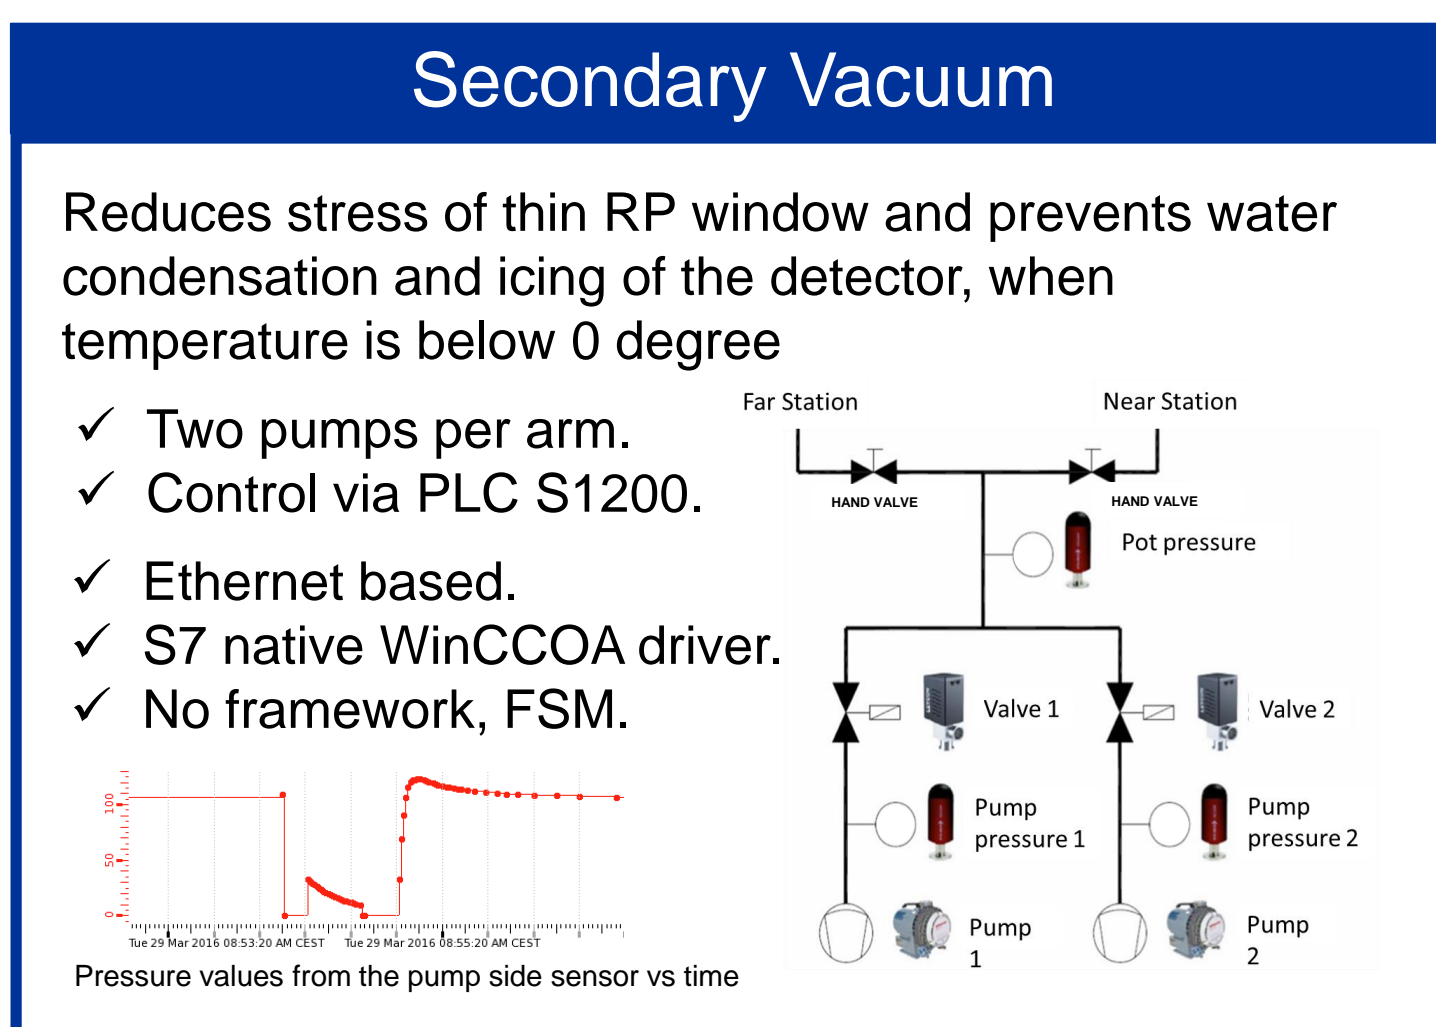 Secondary Vacuum
Reduces stress of thin RP window and prevents water
condensation and icing of the detector, when
temperature is below 0 degree
✓ Two pumps per arm.
✓ Control via PLC S1200.
✓ Ethernet based.
✓ S7 native WinCCOA driver.
✓ No framework, FSM.
Far Station
Near Station
HAND VALVE
HAND VALVE
Pot pressure
Valve 1
Valve 2
Pump
pressure 1
Pump
pressure 2
Pump
1
Pump
2
100
50
0
Tue 29 Mar 2016 08:53:20 AM CEST
Tue 29 Mar 2016 08:55:20 AM CEST
Pressure values from the pump side sensor vs time